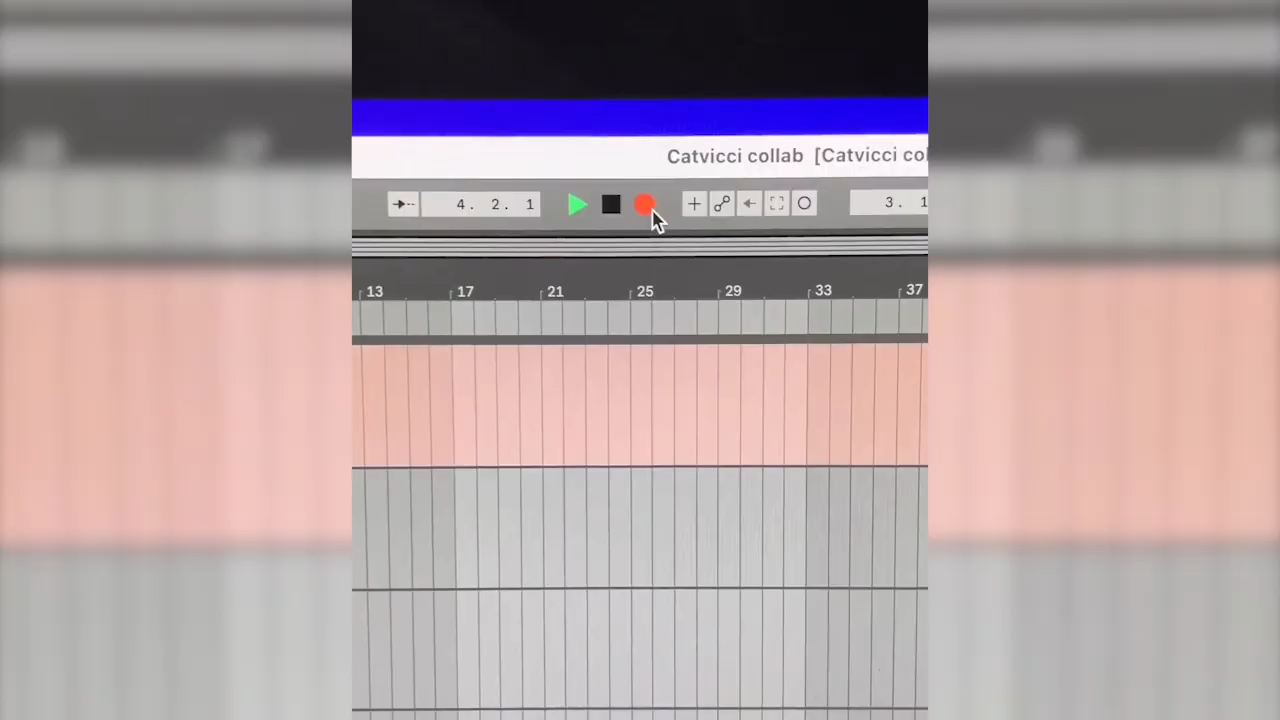 Catvicci collab [Catvicci col
4. 2. 1
3. 1
13 17 21 25 29 33 37